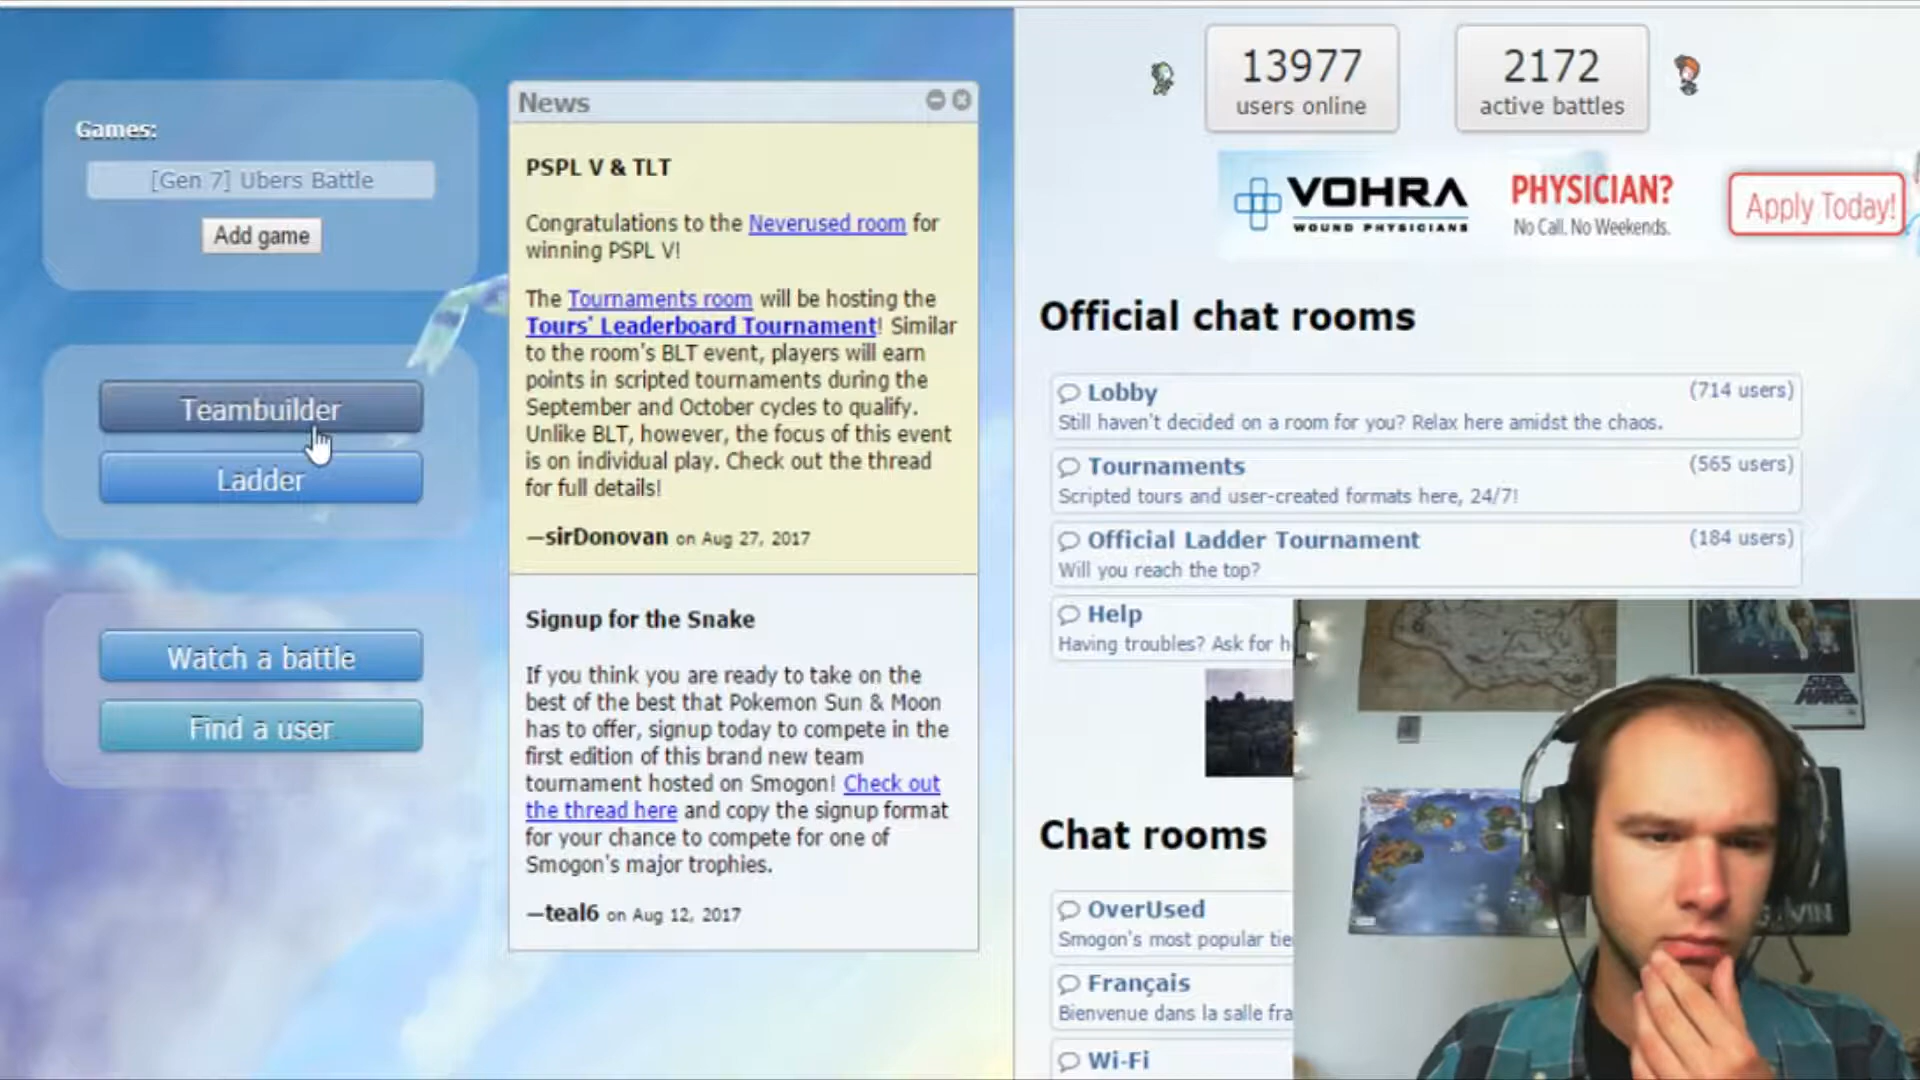 Games:
[Gen 7] Ubers Battle
Add game
Teambuilder
Ladder
Watch a battle
Find a user
News
PSPL V & TLT
Congratulations to the Neverused room for
winning PSPL V!
The Tournaments room will be hosting the
Tours' Leaderboard Tournament! Similar
to the room's BLT event, players will earn
points in scripted tournaments during the
September and October cycles to qualify.
Unlike BLT, however, the focus of this event
is on individual play. Check out the thread
for full details!
—sirDonovan on Aug 27, 2017
Signup for the Snake
If you think you are ready to take on the
best of the best that Pokemon Sun & Moon
has to offer, signup today to compete in the
first edition of this brand new team
tournament hosted on Smogon! Check out
the thread here and copy the signup format
for your chance to compete for one of
Smogon's major trophies.
—teal6 on Aug 12, 2017
13977
users online
2172
active battles
VOHRA
WOUND PHYSICIANS
PHYSICIAN?
No Call. No Weekends.
Apply Today!
Official chat rooms
Lobby (714 users)
Still haven't decided on a room for you? Relax here amidst the chaos.
Tournaments (565 users)
Scripted tours and user-created formats here, 24/7!
Official Ladder Tournament (184 users)
Will you reach the top?
Help
Having troubles? Ask for h
Chat rooms
OverUsed
Smogon's most popular tie
Français
Bienvenue dans la salle fra
Wi-Fi
STAR
WARS